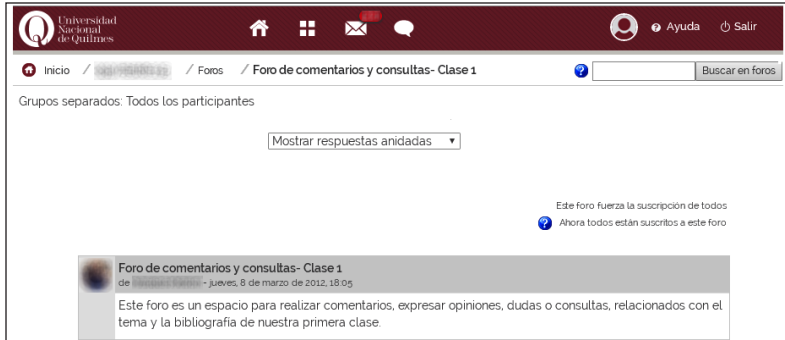 Universidad
Nacional
de Quilmes
Ayuda
Salir
Inicio / / Foros / Foro de comentarios y consultas- Clase 1
Buscar en foros
Grupos separados: Todos los participantes
Mostrar respuestas anidadas
Este foro fuerza la suscripción de todos
Ahora todos están suscritos a este foro
Foro de comentarios y consultas- Clase 1
de - jueves, 8 de marzo de 2012, 18:05
Este foro es un espacio para realizar comentarios, expresar opiniones, dudas o consultas, relacionados con el
tema y la bibliografía de nuestra primera clase.